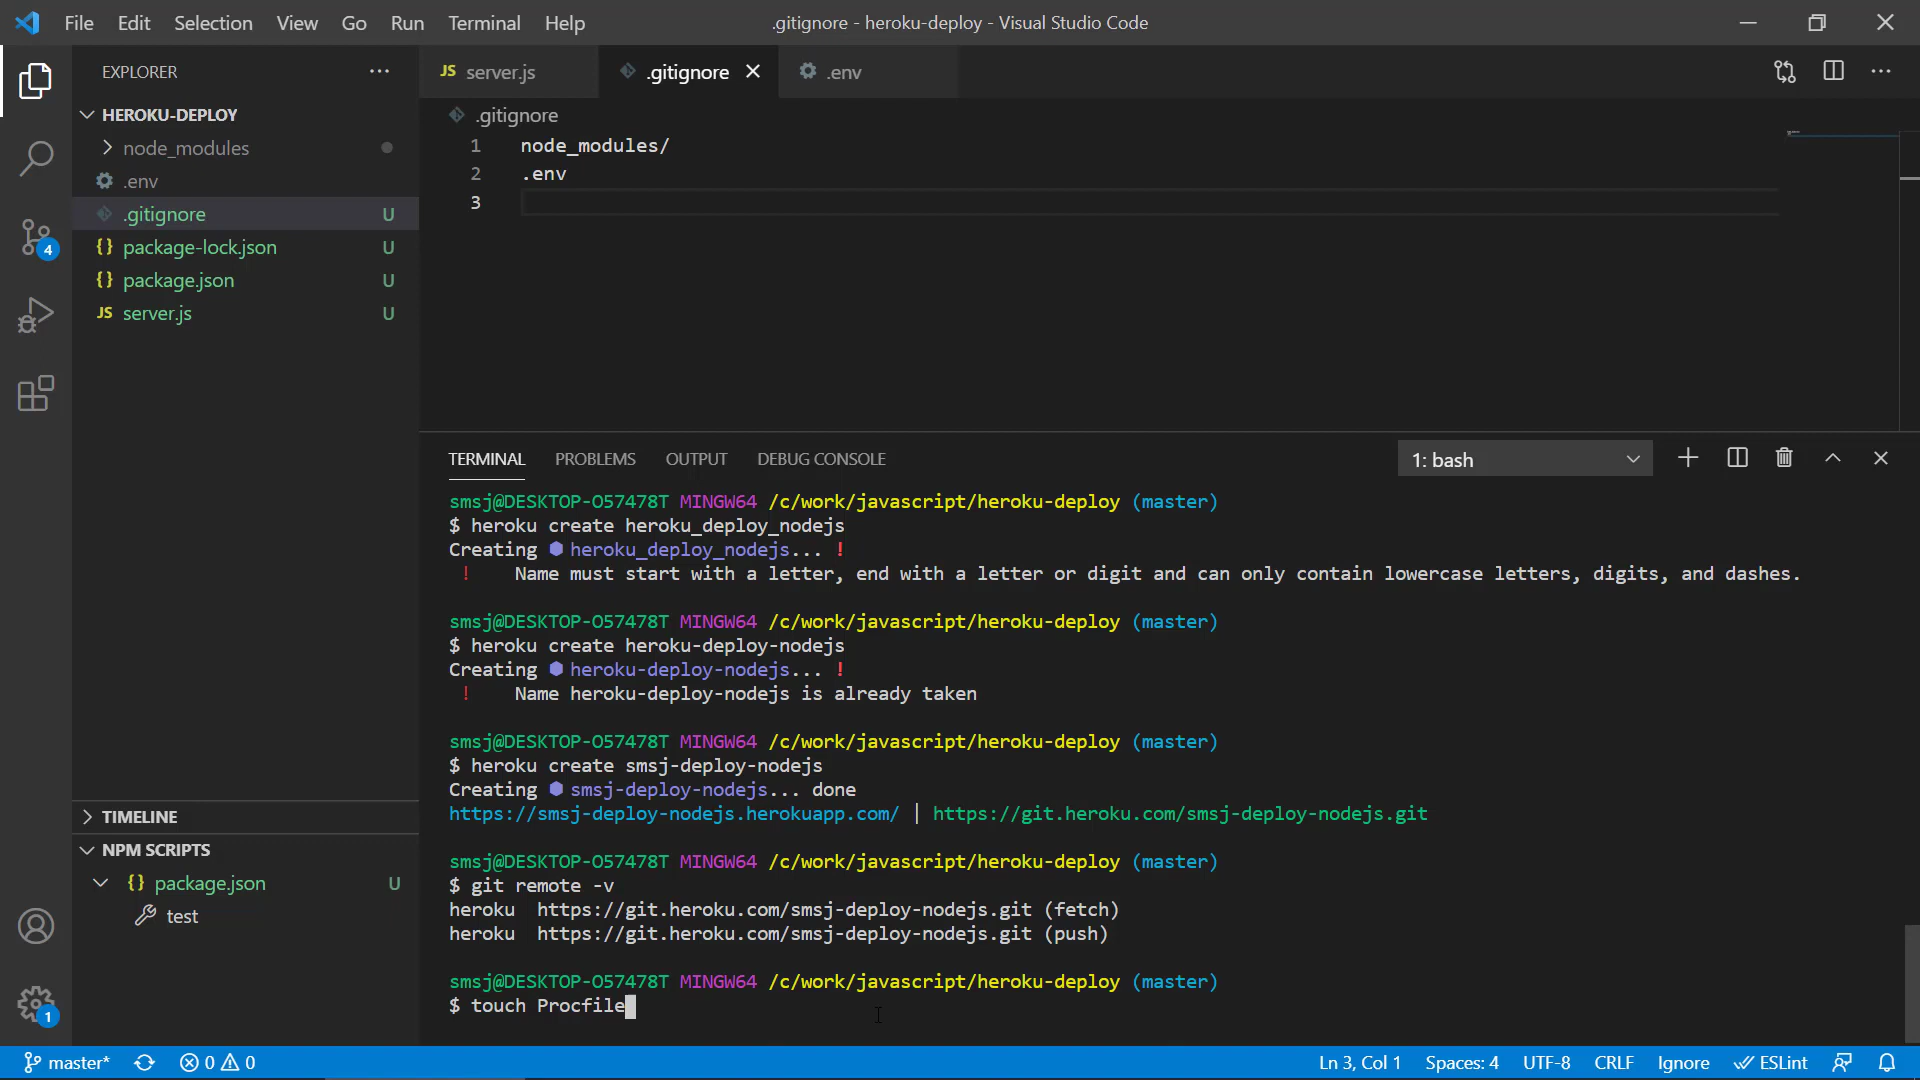 File Edit Selection View Go Run Terminal Help
.gitignore - heroku-deploy - Visual Studio Code
EXPLORER
HEROKU-DEPLOY
node_modules
.env
.gitignore U
{} package-lock.json U
{} package.json U
JS server.js U
TIMELINE
NPM SCRIPTS
{} package.json U
test
4
1
JS server.js
.gitignore
.env
.gitignore
1 node_modules/
2 .env
3
TERMINAL PROBLEMS OUTPUT DEBUG CONSOLE
1: bash
smsj@DESKTOP-O57478T MINGW64 /c/work/javascript/heroku-deploy (master)
$ heroku create heroku_deploy_nodejs
Creating ⬢ heroku_deploy_nodejs... !
! Name must start with a letter, end with a letter or digit and can only contain lowercase letters, digits, and dashes.
smsj@DESKTOP-O57478T MINGW64 /c/work/javascript/heroku-deploy (master)
$ heroku create heroku-deploy-nodejs
Creating ⬢ heroku-deploy-nodejs... !
! Name heroku-deploy-nodejs is already taken
smsj@DESKTOP-O57478T MINGW64 /c/work/javascript/heroku-deploy (master)
$ heroku create smsj-deploy-nodejs
Creating ⬢ smsj-deploy-nodejs... done
https://smsj-deploy-nodejs.herokuapp.com/ | https://git.heroku.com/smsj-deploy-nodejs.git
smsj@DESKTOP-O57478T MINGW64 /c/work/javascript/heroku-deploy (master)
$ git remote -v
heroku https://git.heroku.com/smsj-deploy-nodejs.git (fetch)
heroku https://git.heroku.com/smsj-deploy-nodejs.git (push)
smsj@DESKTOP-O57478T MINGW64 /c/work/javascript/heroku-deploy (master)
$ touch Procfile
master* 0 0 Ln 3, Col 1 Spaces: 4 UTF-8 CRLF Ignore ESLint